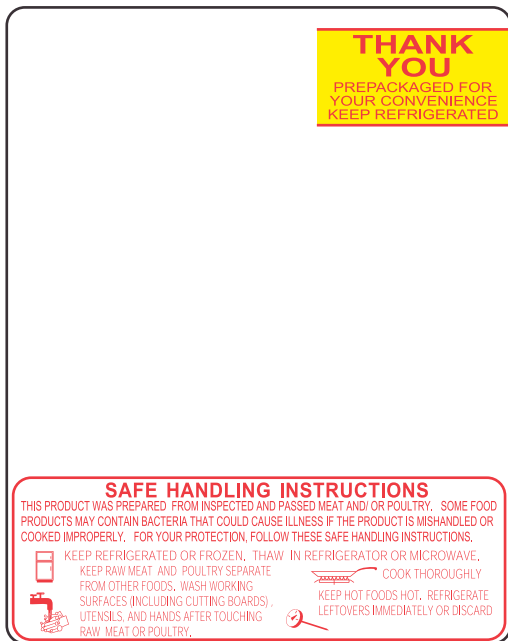 THANK
YOU
PREPACKAGED FOR
YOUR CONVENIENCE
KEEP REFRIGERATED
SAFE HANDLING INSTRUCTIONS
THIS PRODUCT WAS PREPARED FROM INSPECTED AND PASSED MEAT AND/ OR POULTRY. SOME FOOD
PRODUCTS MAY CONTAIN BACTERIA THAT COULD CAUSE ILLNESS IF THE PRODUCT IS MISHANDLED OR
COOKED IMPROPERLY. FOR YOUR PROTECTION, FOLLOW THESE SAFE HANDLING INSTRUCTIONS.
KEEP REFRIGERATED OR FROZEN, THAW IN REFRIGERATOR OR MICROWAVE,
KEEP RAW MEAT AND POULTRY SEPARATE
FROM OTHER FOODS, WASH WORKING
SURFACES (INCLUDING CUTTING BOARDS),
UTENSILS, AND HANDS AFTER TOUCHING
RAW MEAT OR POULTRY,
COOK THOROUGHLY
KEEP HOT FOODS HOT, REFRIGERATE
LEFTOVERS IMMEDIATELY OR DISCARD